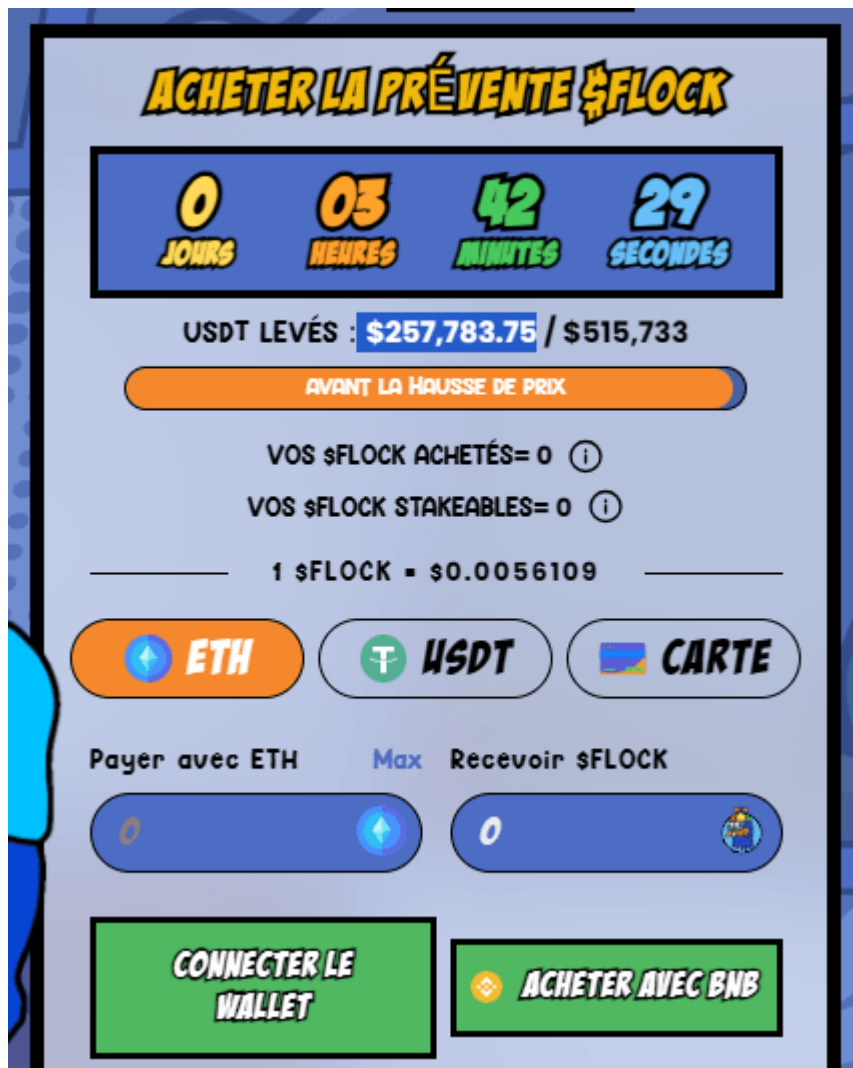 ACHETER LA PRÉVENTE $FLOCK
0 03 42 29
JOURS HEURES MINUTES SECONDES
USDT LEVÉS : $257,783.75 / $515,733
AVANT LA HAUSSE DE PRIX
VOS $FLOCK ACHETÉS= 0
VOS $FLOCK STAKEABLES= 0
1 $FLOCK = $0.0056109
ETH USDT CARTE
Payer avec ETH Max Recevoir $FLOCK
0 0
CONNECTER LE
WALLET
ACHETER AVEC BNB